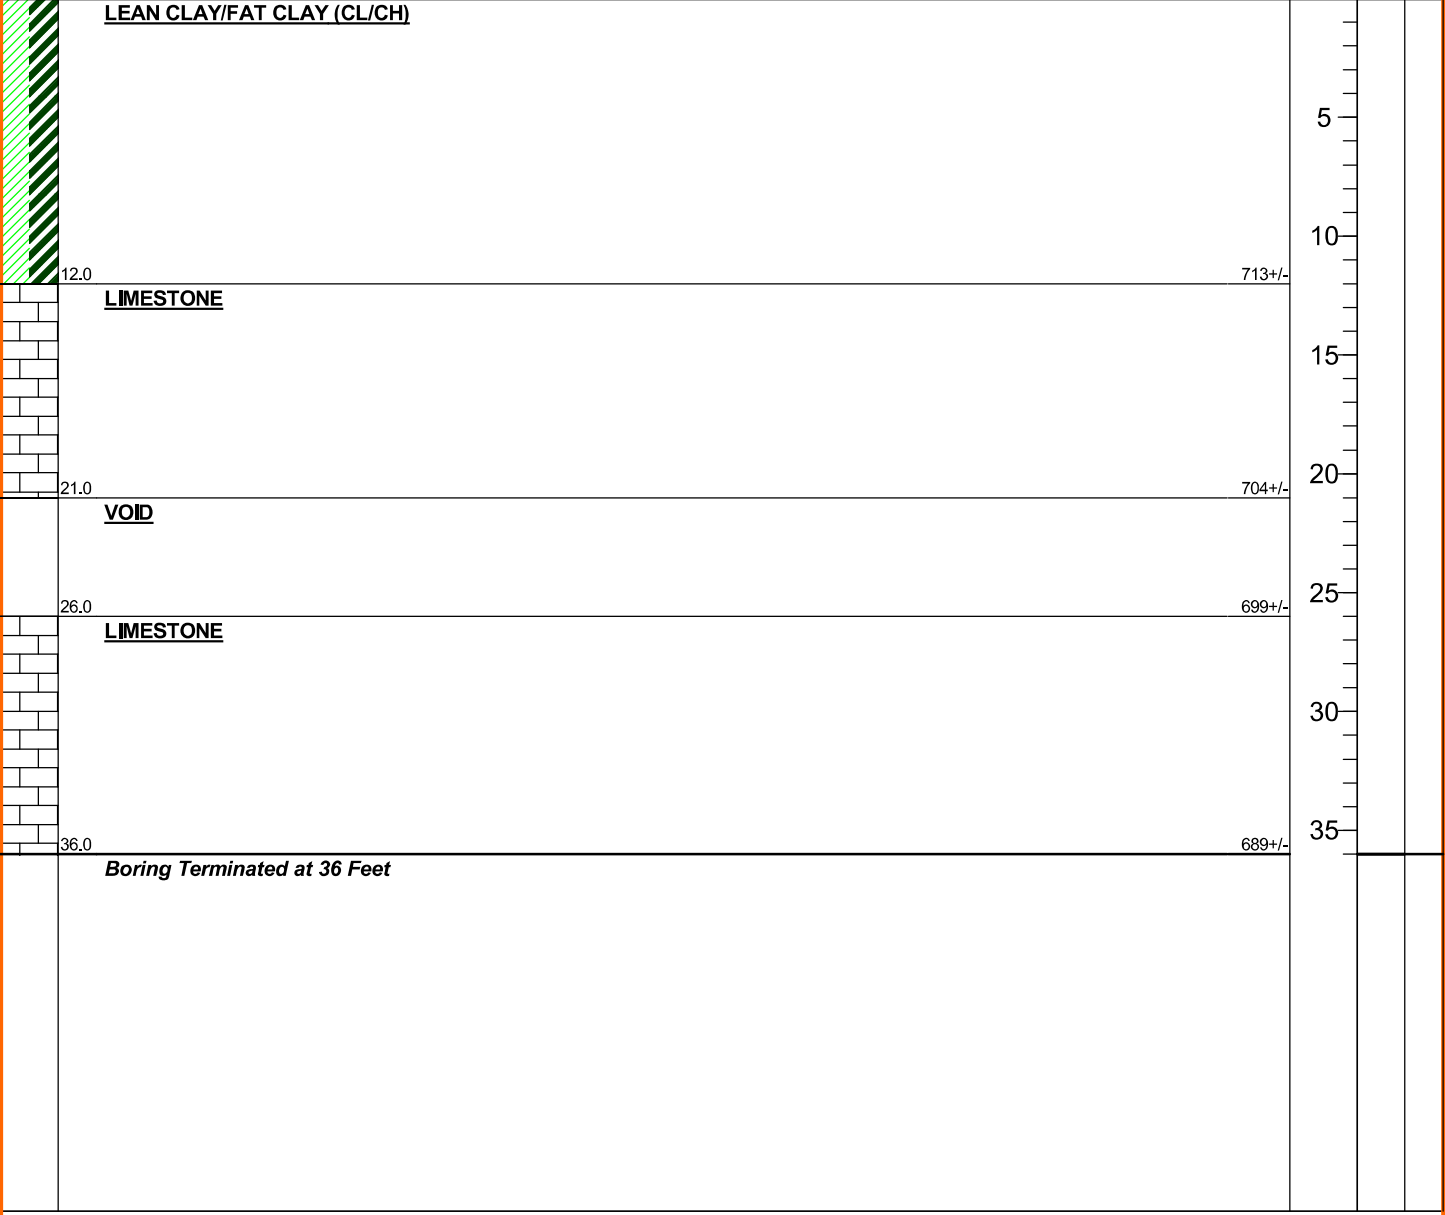 LEAN CLAY/FAT CLAY (CL/CH)
5
10
12.0 713+/-
LIMESTONE
15
20
21.0 704+/-
VOID
25
26.0 699+/-
LIMESTONE
30
35
36.0 689+/-
Boring Terminated at 36 Feet